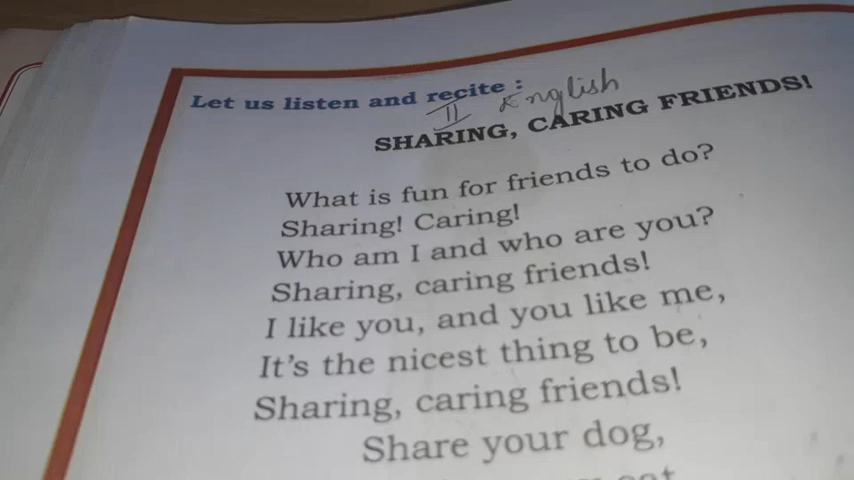 Let us listen and recite :
II English
SHARING, CARING FRIENDS!
What is fun for friends to do?
Sharing! Caring!
Who am I and who are you?
Sharing, caring friends!
I like you, and you like me,
It's the nicest thing to be,
Sharing, caring friends!
Share your dog,